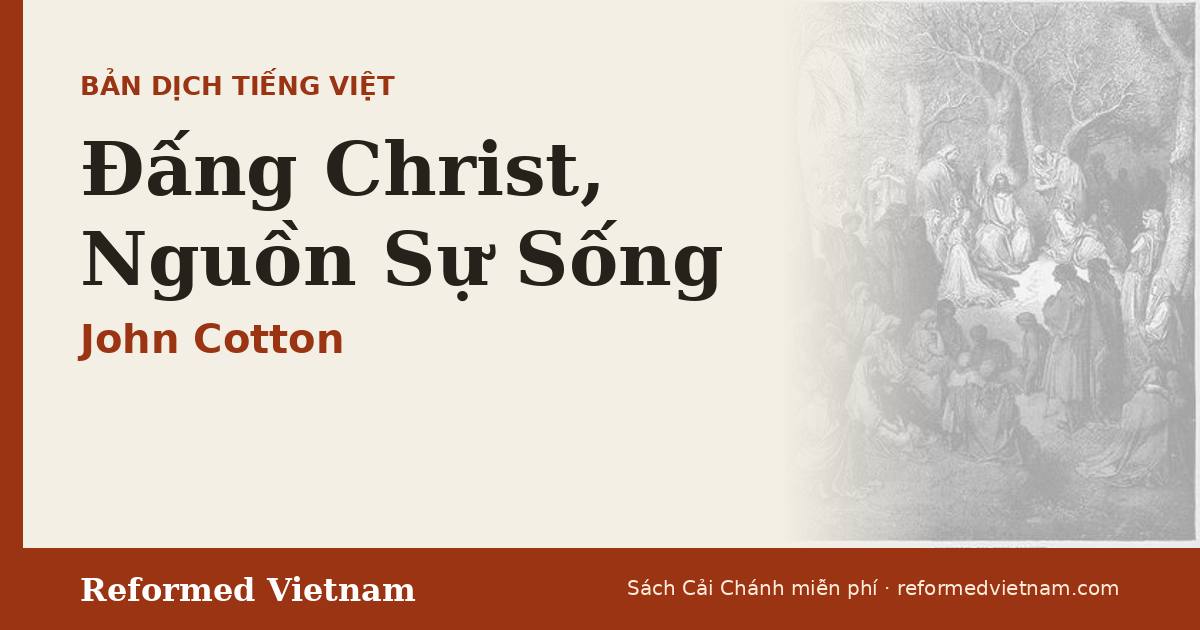 BẢN DỊCH TIẾNG VIỆT
Đấng Christ,
Nguồn Sự Sống
John Cotton
Reformed Vietnam
Sách Cải Chánh miễn phí · reformedvietnam.com